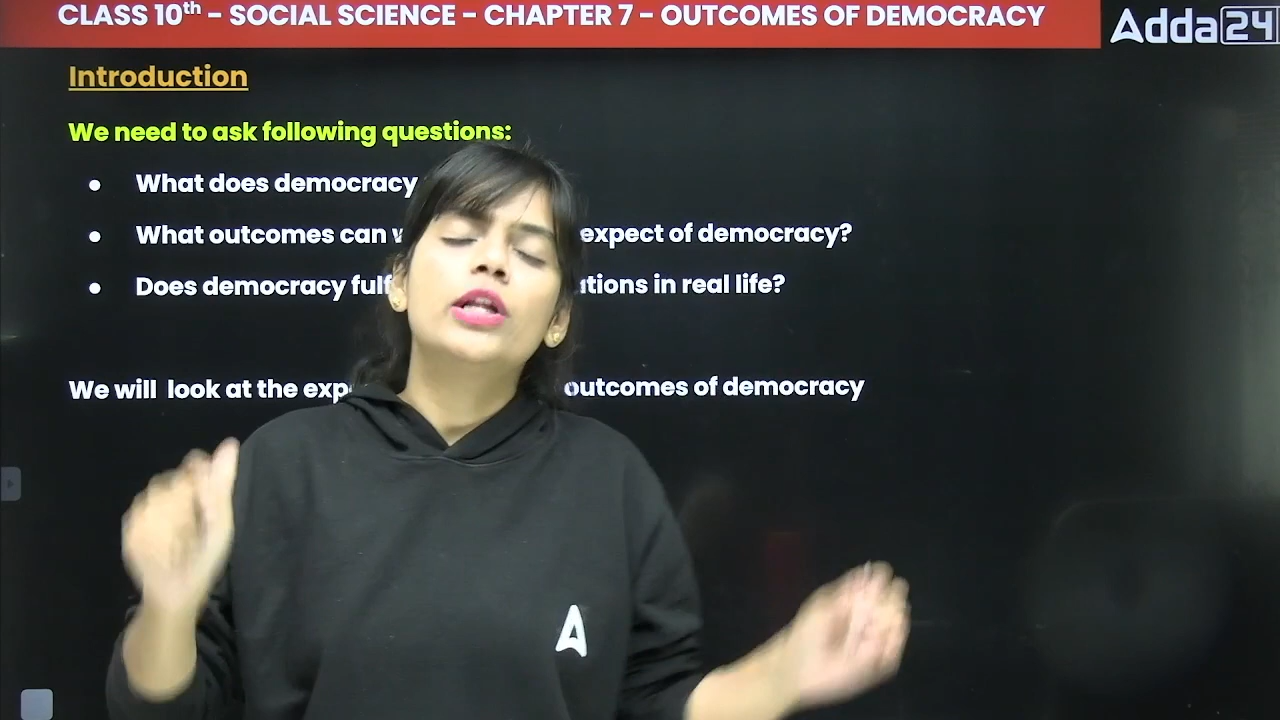 CLASS 10th - SOCIAL SCIENCE - CHAPTER 7 - OUTCOMES OF DEMOCRACY
Adda24
Introduction
We need to ask following questions:
What does democracy
What outcomes can expect of democracy?
Does democracy in real life?
We will look at the outcomes of democracy
A